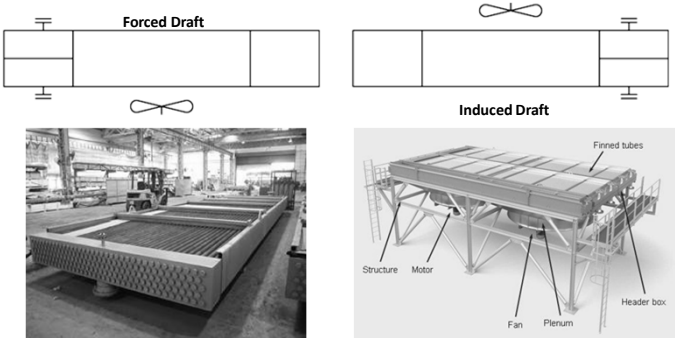 Forced Draft
Induced Draft
Finned tubes
Structure
Motor
Header box
Fan
Plenum